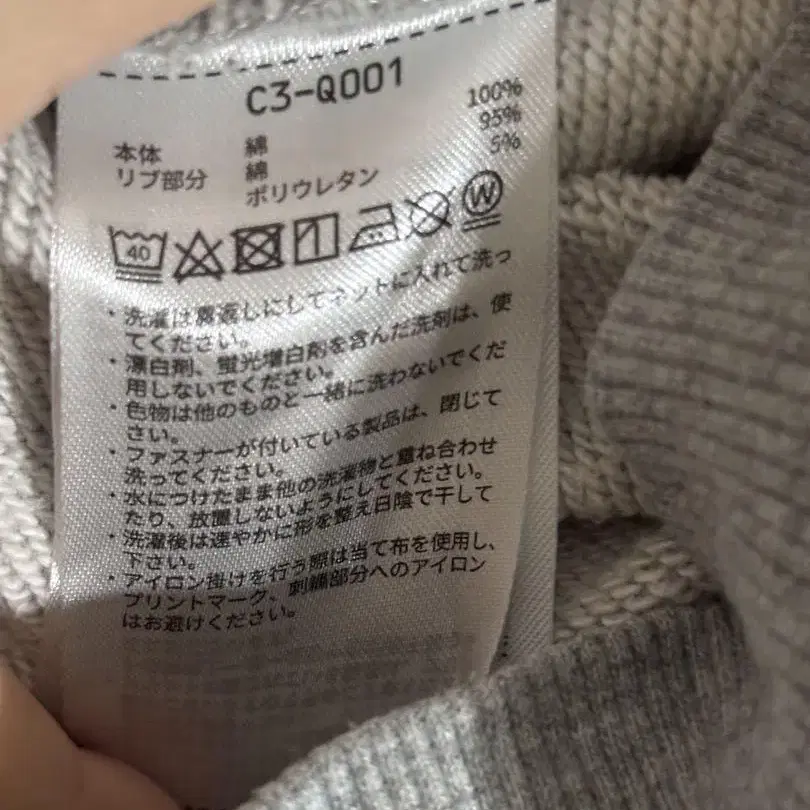 C3-Q001
本体 綿 100%
リブ部分 綿 95%
ポリウレタン 5%
40 W
・洗濯は裏返しにしてネットに入れて洗っ
てください。
・漂白剤、蛍光増白剤を含んだ洗剤は、使
用しないでください。
・色物は他のものと一緒に洗わないでくだ
さい。
・ファスナーが付いている製品は、閉じて
洗ってください。
・水につけたまま他の洗濯物と重ね合わせ
たり、放置しないようにしてください。
・洗濯後は速やかに形を整え日陰で干して
下さい。
・アイロン掛けを行う際は当て布を使用し、
プリントマーク、刺繍部分へのアイロン
はお避けください。